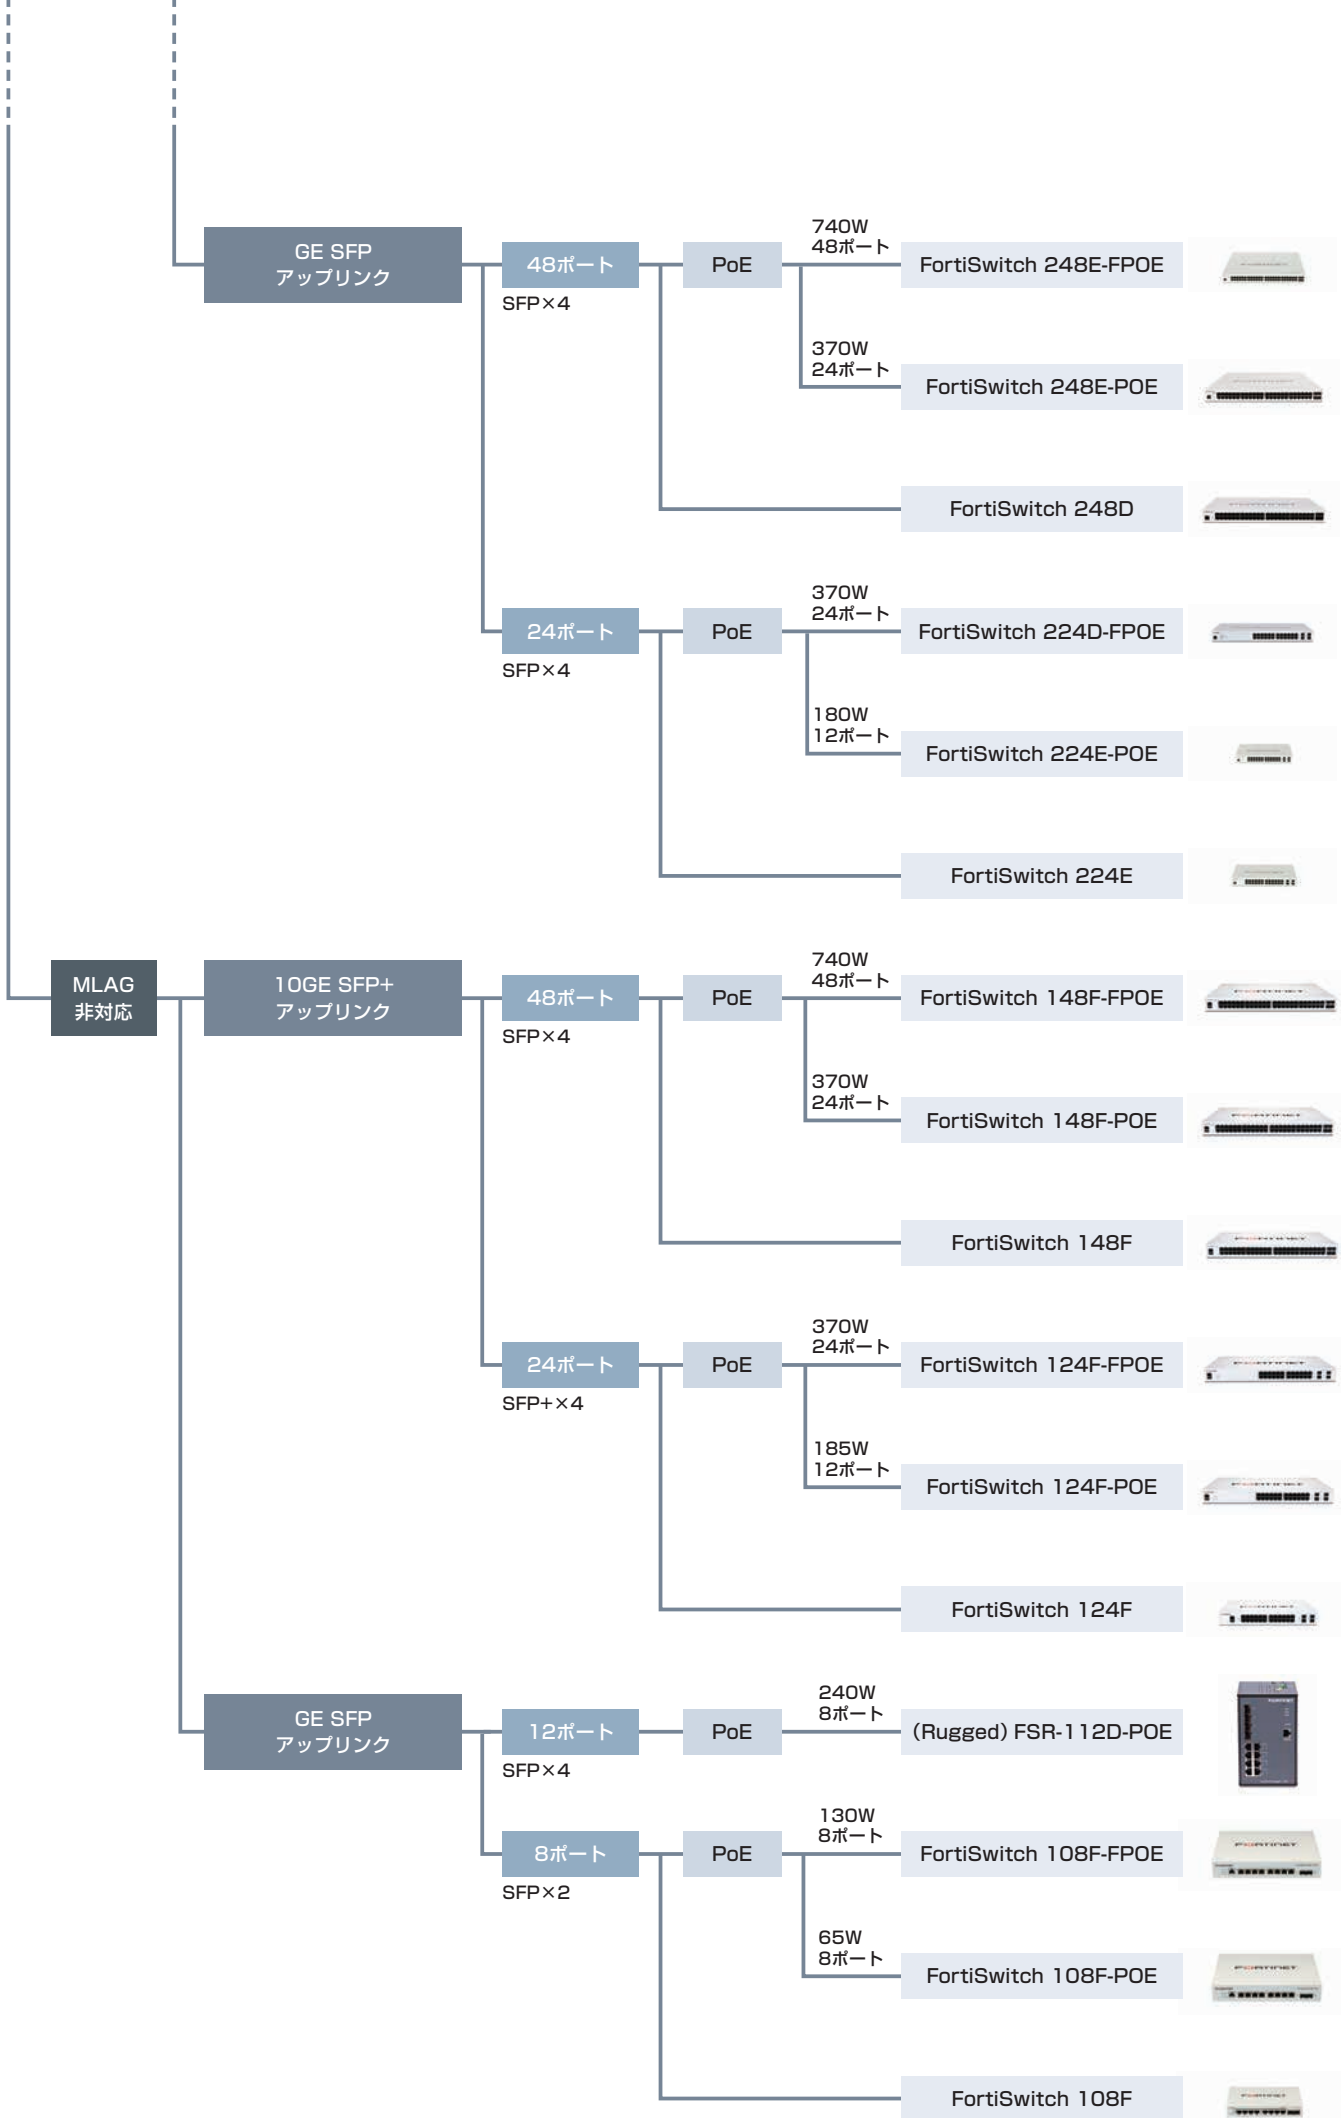 GE SFP
アップリンク
48ポート
SFP×4
PoE
740W
48ポート
FortiSwitch 248E-FPOE
370W
24ポート
FortiSwitch 248E-POE
FortiSwitch 248D
24ポート
SFP×4
PoE
370W
24ポート
FortiSwitch 224D-FPOE
180W
12ポート
FortiSwitch 224E-POE
FortiSwitch 224E
MLAG
非対応
10GE SFP+
アップリンク
48ポート
SFP×4
PoE
740W
48ポート
FortiSwitch 148F-FPOE
370W
24ポート
FortiSwitch 148F-POE
FortiSwitch 148F
24ポート
SFP+×4
PoE
370W
24ポート
FortiSwitch 124F-FPOE
185W
12ポート
FortiSwitch 124F-POE
FortiSwitch 124F
GE SFP
アップリンク
12ポート
SFP×4
PoE
240W
8ポート
(Rugged) FSR-112D-POE
8ポート
SFP×2
PoE
130W
8ポート
FortiSwitch 108F-FPOE
FORTINET
65W
8ポート
FortiSwitch 108F-POE
FORTINET
FortiSwitch 108F